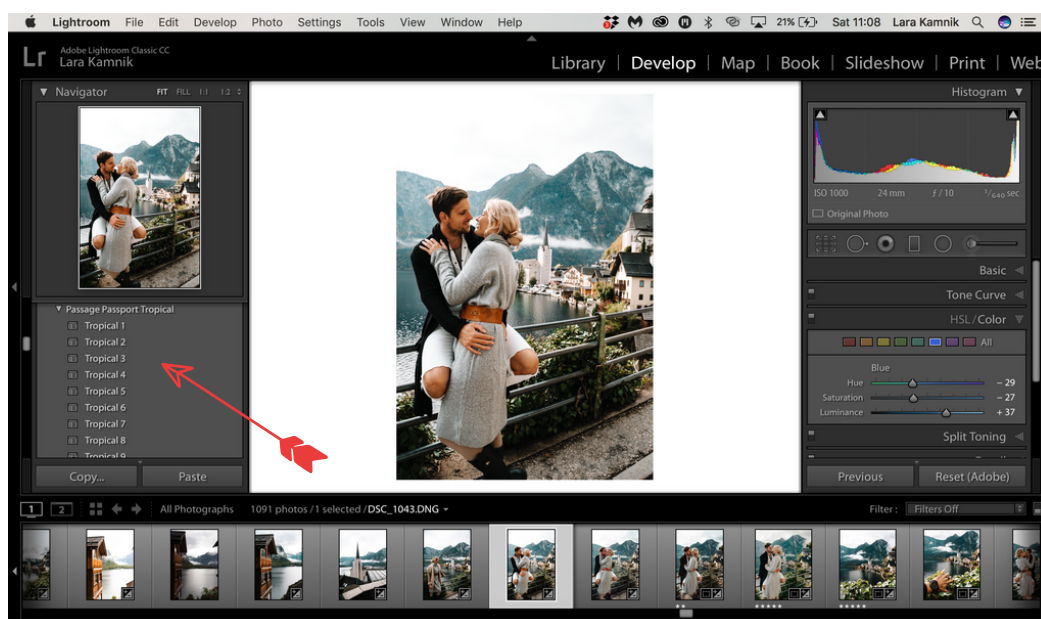 Lightroom File Edit Develop Photo Settings Tools View Window Help 21% Sat 11:08 Lara Kamnik
Lr Adobe Lightroom Classic CC
Lara Kamnik
Library | Develop | Map | Book | Slideshow | Print | Web
Navigator FIT FILL 1:1 1:2
Histogram
ISO 1000 24 mm ƒ / 10 1/640 sec
Original Photo
Basic
Tone Curve
HSL / Color
All
Blue
Hue - 29
Saturation - 27
Luminance + 37
Split Toning
Previous Reset (Adobe)
Passage Passport Tropical
Tropical 1
Tropical 2
Tropical 3
Tropical 4
Tropical 5
Tropical 6
Tropical 7
Tropical 8
Tropical 9
Copy... Paste
1 2 All Photographs 1091 photos / 1 selected / DSC_1043.DNG Filter : Filters Off